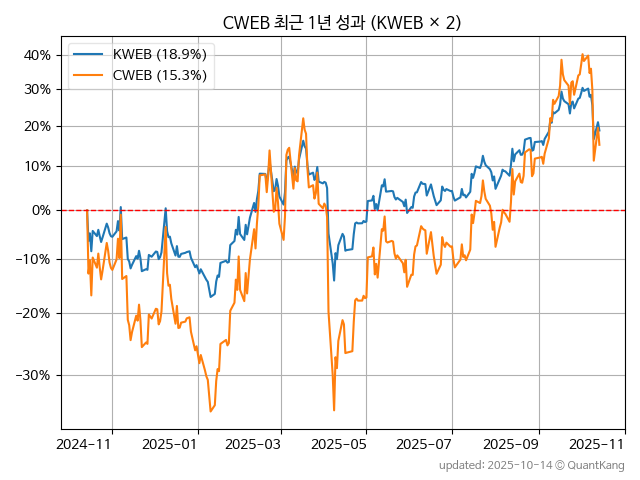 CWEB 최근 1년 성과 (KWEB × 2)
KWEB (18.9%)
CWEB (15.3%)
40%
30%
20%
10%
0%
−10%
−20%
−30%
2024-11 2025-01 2025-03 2025-05 2025-07 2025-09 2025-11
updated: 2025-10-14 © QuantKang